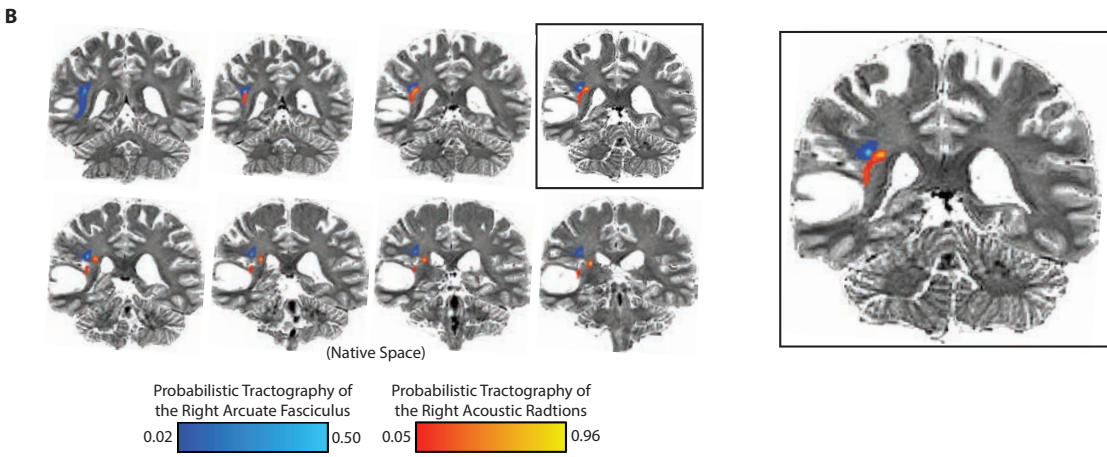 B
(Native Space)
Probabilistic Tractography of
the Right Arcuate Fasciculus
0.02
0.50
Probabilistic Tractography of
the Right Acoustic Radtions
0.05
0.96